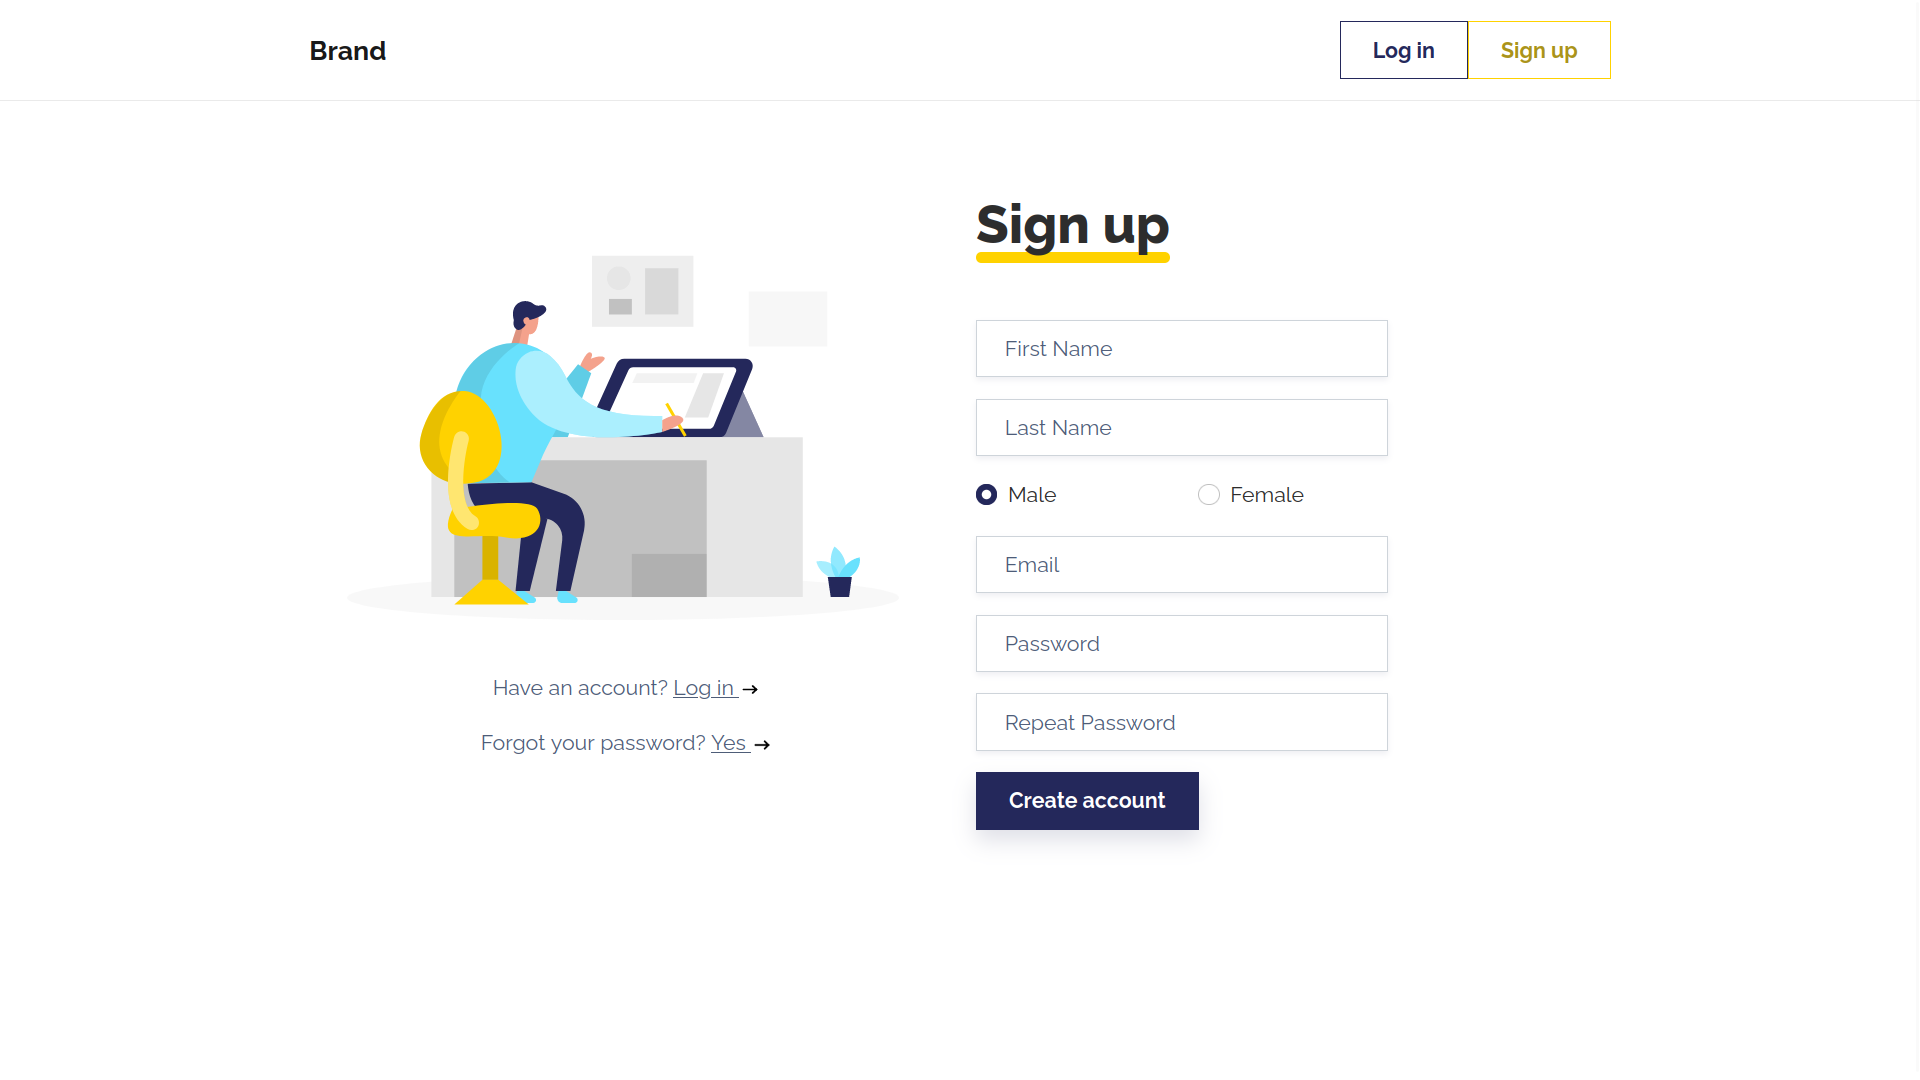 Brand
Log in
Sign up
Sign up
First Name
Last Name
Male
Female
Email
Password
Repeat Password
Create account
Have an account? Log in →
Forgot your password? Yes →